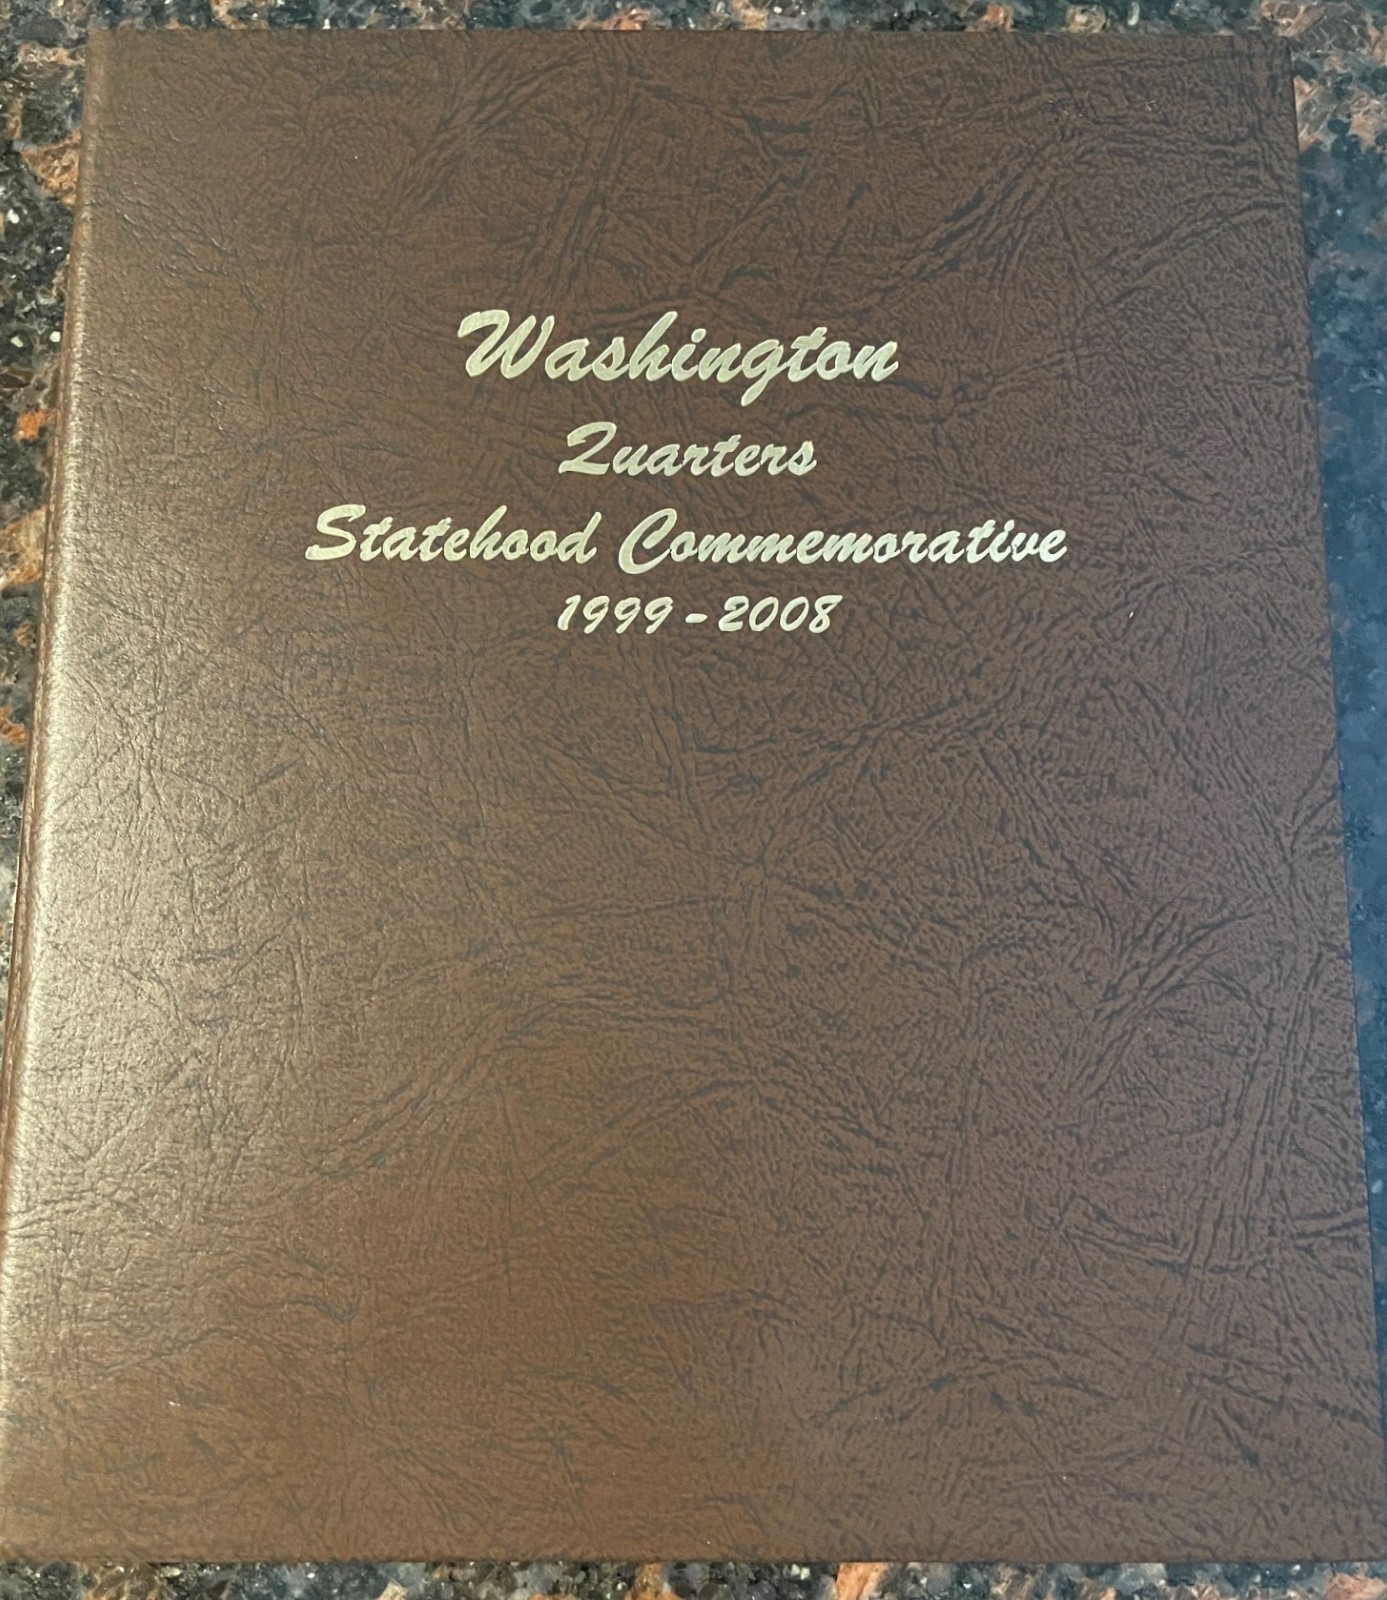 Washington
Quarters
Statehood Commemorative
1999-2008